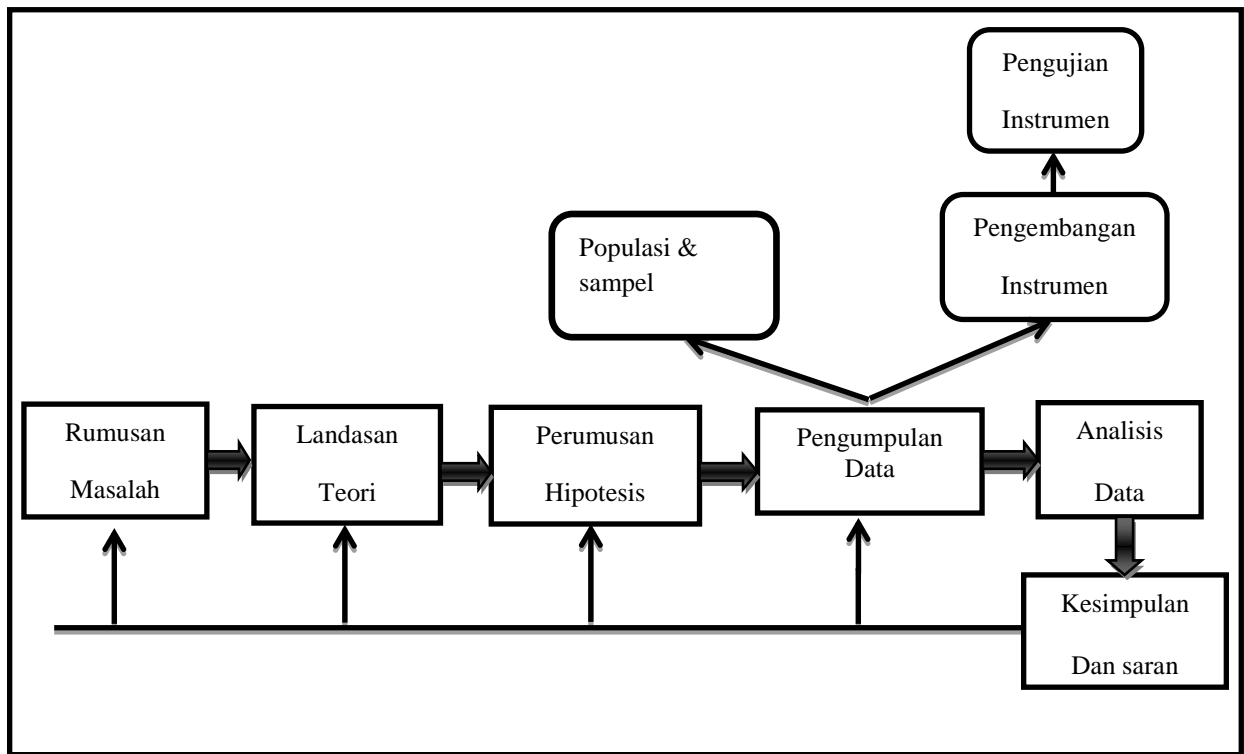 Pengujian
Instrumen
Populasi &
sampel
Pengembangan
Instrumen
Rumusan
Masalah
Landasan
Teori
Perumusan
Hipotesis
Pengumpulan
Data
Analisis
Data
Kesimpulan
Dan saran